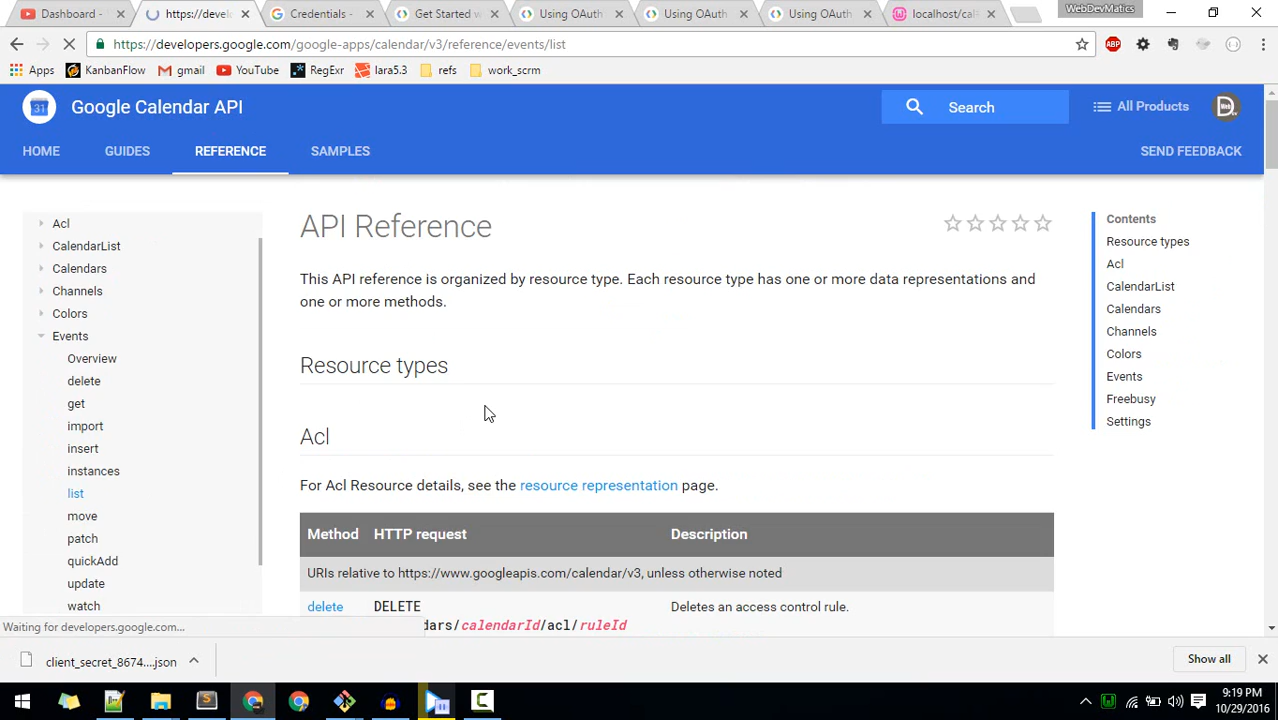 Dashboard -
https://devel
Credentials -
Get Started w
Using OAuth
Using OAuth
Using OAuth
localhost/cal
WebDevMatics
https://developers.google.com/google-apps/calendar/v3/reference/events/list
ABP
Apps
KanbanFlow
gmail
YouTube
RegExr
lara5.3
refs
work_scrm
31
Google Calendar API
Search
All Products
HOME
GUIDES
REFERENCE
SAMPLES
SEND FEEDBACK
Acl
CalendarList
Calendars
Channels
Colors
Events
Overview
delete
get
import
insert
instances
list
move
patch
quickAdd
update
watch
API Reference
This API reference is organized by resource type. Each resource type has one or more data representations and
one or more methods.
Resource types
Acl
For Acl Resource details, see the resource representation page.
Method HTTP request Description
URIs relative to https://www.googleapis.com/calendar/v3, unless otherwise noted
delete DELETE Deletes an access control rule.
dars/calendarId/acl/ruleId
Contents
Resource types
Acl
CalendarList
Calendars
Channels
Colors
Events
Freebusy
Settings
Waiting for developers.google.com...
client_secret_8674....json
Show all
9:19 PM
10/29/2016